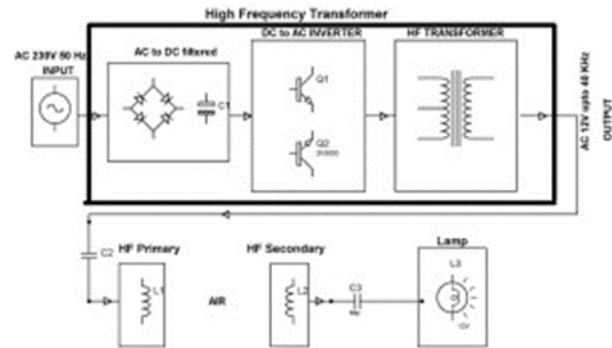 High Frequency Transformer
AC 230V 50 Hz
INPUT
AC to DC filtered
C1
DC to AC INVERTER
Q1
Q2
HF TRANSFORMER
AC 12V upto 40 KHz
OUTPUT
C2
HF Primary
L1
AIR
HF Secondary
L2
C3
Lamp
L3